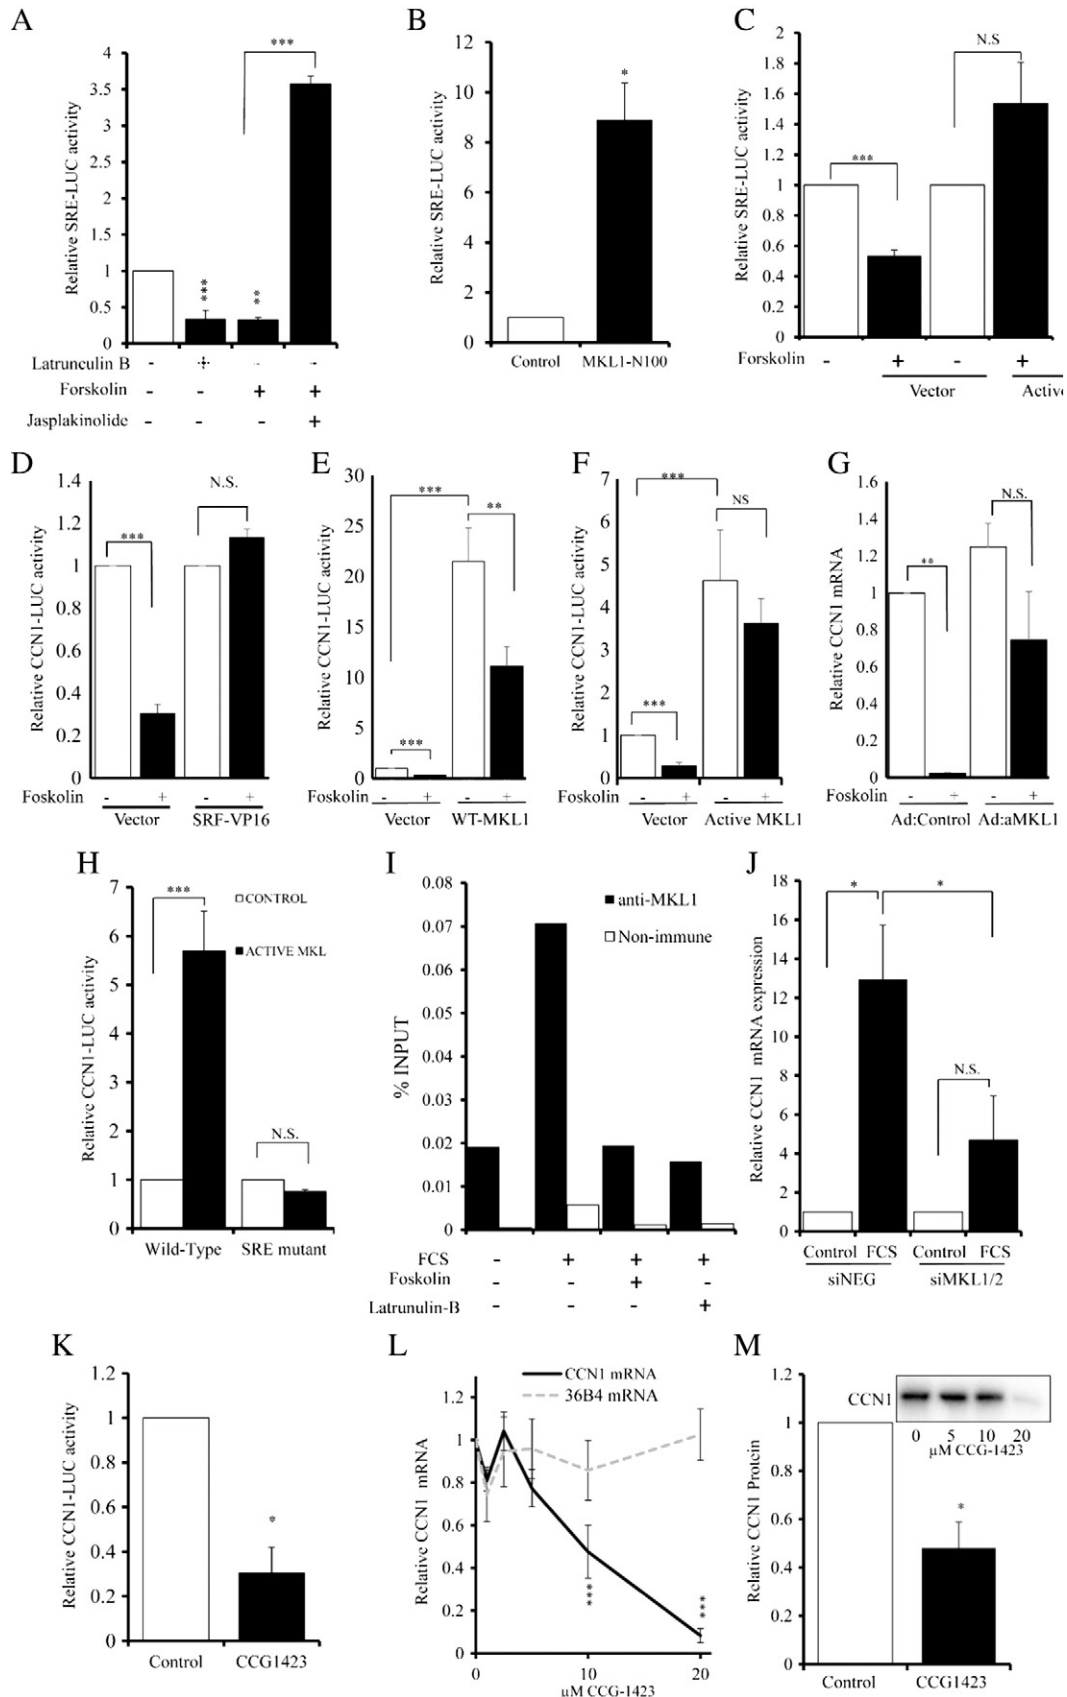 A
Relative SRE-LUC activity
4
3.5
3
2.5
2
1.5
1
0.5
0
***
***
**
Latrunculin B - + - -
Forskolin - - + +
Jasplakinolide - - - +
B
Relative SRE-LUC activity
12
10
8
6
4
2
0
*
Control MKL1-N100
C
Relative SRE-LUC activity
2
1.8
1.6
1.4
1.2
1
0.8
0.6
0.4
0.2
0
***
N.S
Forskolin - + - +
Vector Active
D
Relative CCN1-LUC activity
1.4
1.2
1
0.8
0.6
0.4
0.2
0
***
N.S.
Foskolin - + - +
Vector SRF-VP16
E
Relative CCN1-LUC activity
30
25
20
15
10
5
0
***
**
***
Foskolin - + - +
Vector WT-MKL1
F
Relative CCN1-LUC activity
7
6
5
4
3
2
1
0
***
NS
***
Foskolin - + - +
Vector Active MKL1
G
Relative CCN1 mRNA
1.6
1.4
1.2
1
0.8
0.6
0.4
0.2
0
**
N.S.
Foskolin - + - +
Ad:Control Ad:aMKL1
H
Relative CCN1-LUC activity
7
6
5
4
3
2
1
0
***
CONTROL
ACTIVE MKL
N.S.
Wild-Type SRE mutant
I
% INPUT
0.08
0.07
0.06
0.05
0.04
0.03
0.02
0.01
0
anti-MKL1
Non-immune
FCS - + + +
Foskolin - - + -
Latrunulin-B - - - +
J
Relative CCN1 mRNA expression
18
16
14
12
10
8
6
4
2
0
*
*
N.S.
Control FCS Control FCS
siNEG siMKL1/2
K
Relative CCN1-LUC activity
1.2
1
0.8
0.6
0.4
0.2
0
*
Control CCG1423
L
Relative CCN1 mRNA
CCN1 mRNA
36B4 mRNA
1.2
1
0.8
0.6
0.4
0.2
0
***
***
0 10 20
µM CCG-1423
M
Relative CCN1 Protein
1.2
1
0.8
0.6
0.4
0.2
0
CCN1
0 5 10 20
µM CCG-1423
*
Control CCG1423